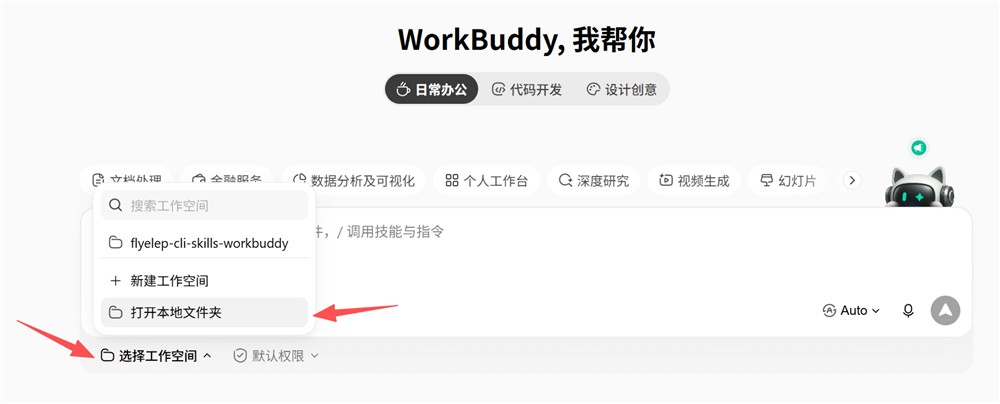 WorkBuddy, 我帮你
日常办公 代码开发 设计创意
文档处理 金融服务 数据分析及可视化 个人工作台 深度研究 视频生成 幻灯片
搜索工作空间
flyelep-cli-skills-workbuddy
件，/ 调用技能与指令
新建工作空间
打开本地文件夹
Auto
选择工作空间 默认权限